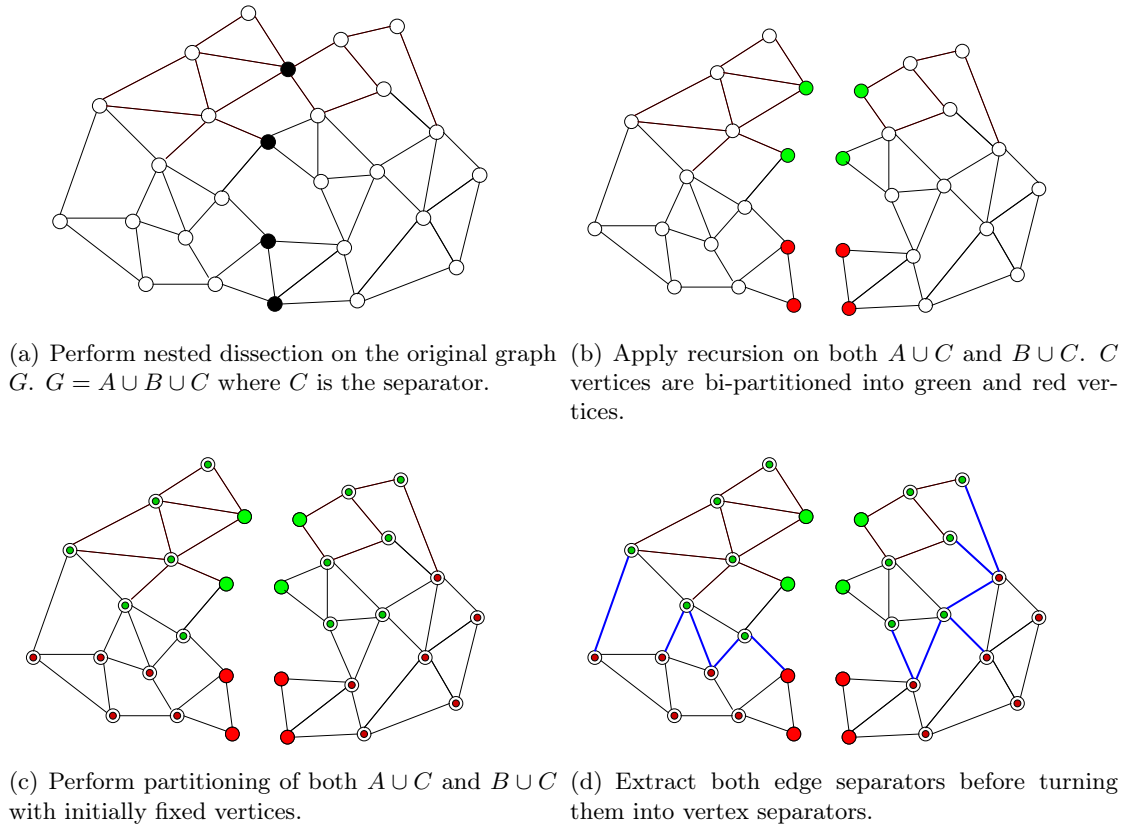 (a) Perform nested dissection on the original graph
G. G = A ∪ B ∪ C where C is the separator.
(b) Apply recursion on both A ∪ C and B ∪ C. C
vertices are bi-partitioned into green and red ver-
tices.
(c) Perform partitioning of both A ∪ C and B ∪ C
with initially fixed vertices.
(d) Extract both edge separators before turning
them into vertex separators.